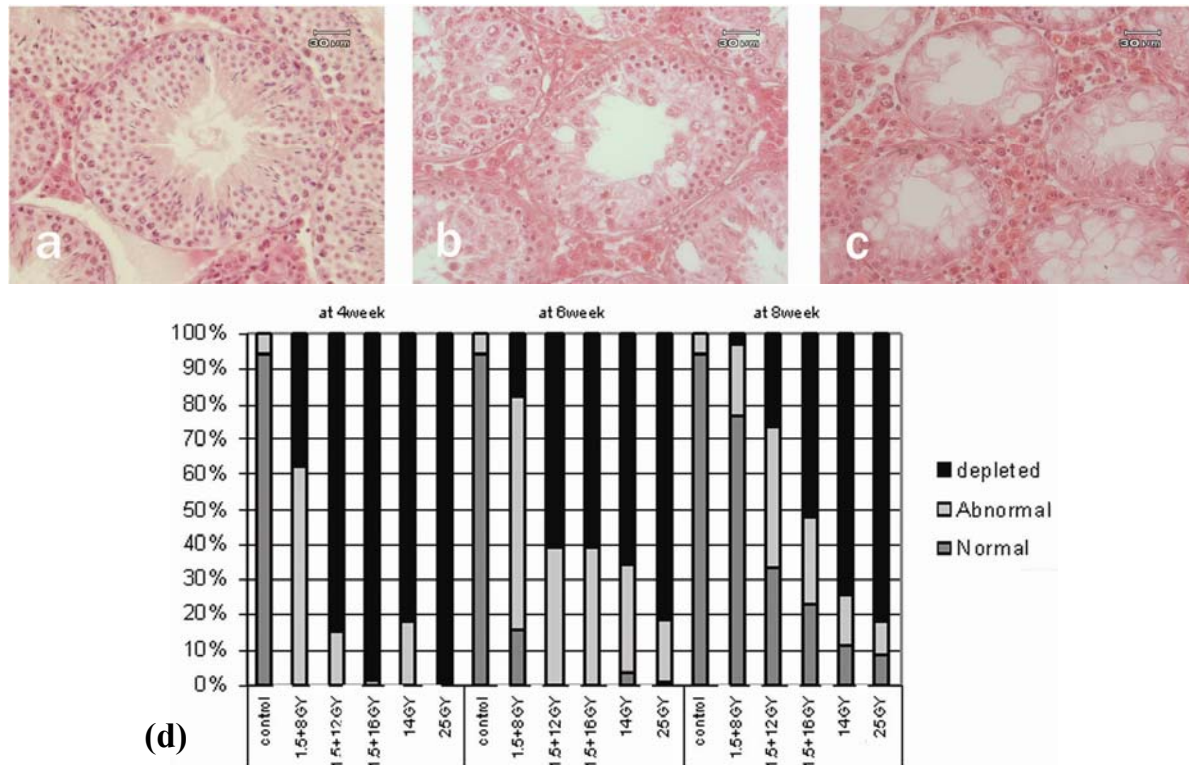 30 µm
30 µm
30 µm
a
b
c
at 4week
at 6week
at 8week
100%
90%
80%
70%
60%
50%
40%
30%
20%
10%
0%
depleted
Abnormal
Normal
control
1.5+8GY
1.5+12GY
1.5+16GY
14GY
25GY
control
1.5+8GY
1.5+12GY
1.5+16GY
14GY
25GY
control
1.5+8GY
1.5+12GY
1.5+16GY
14GY
25GY
(d)